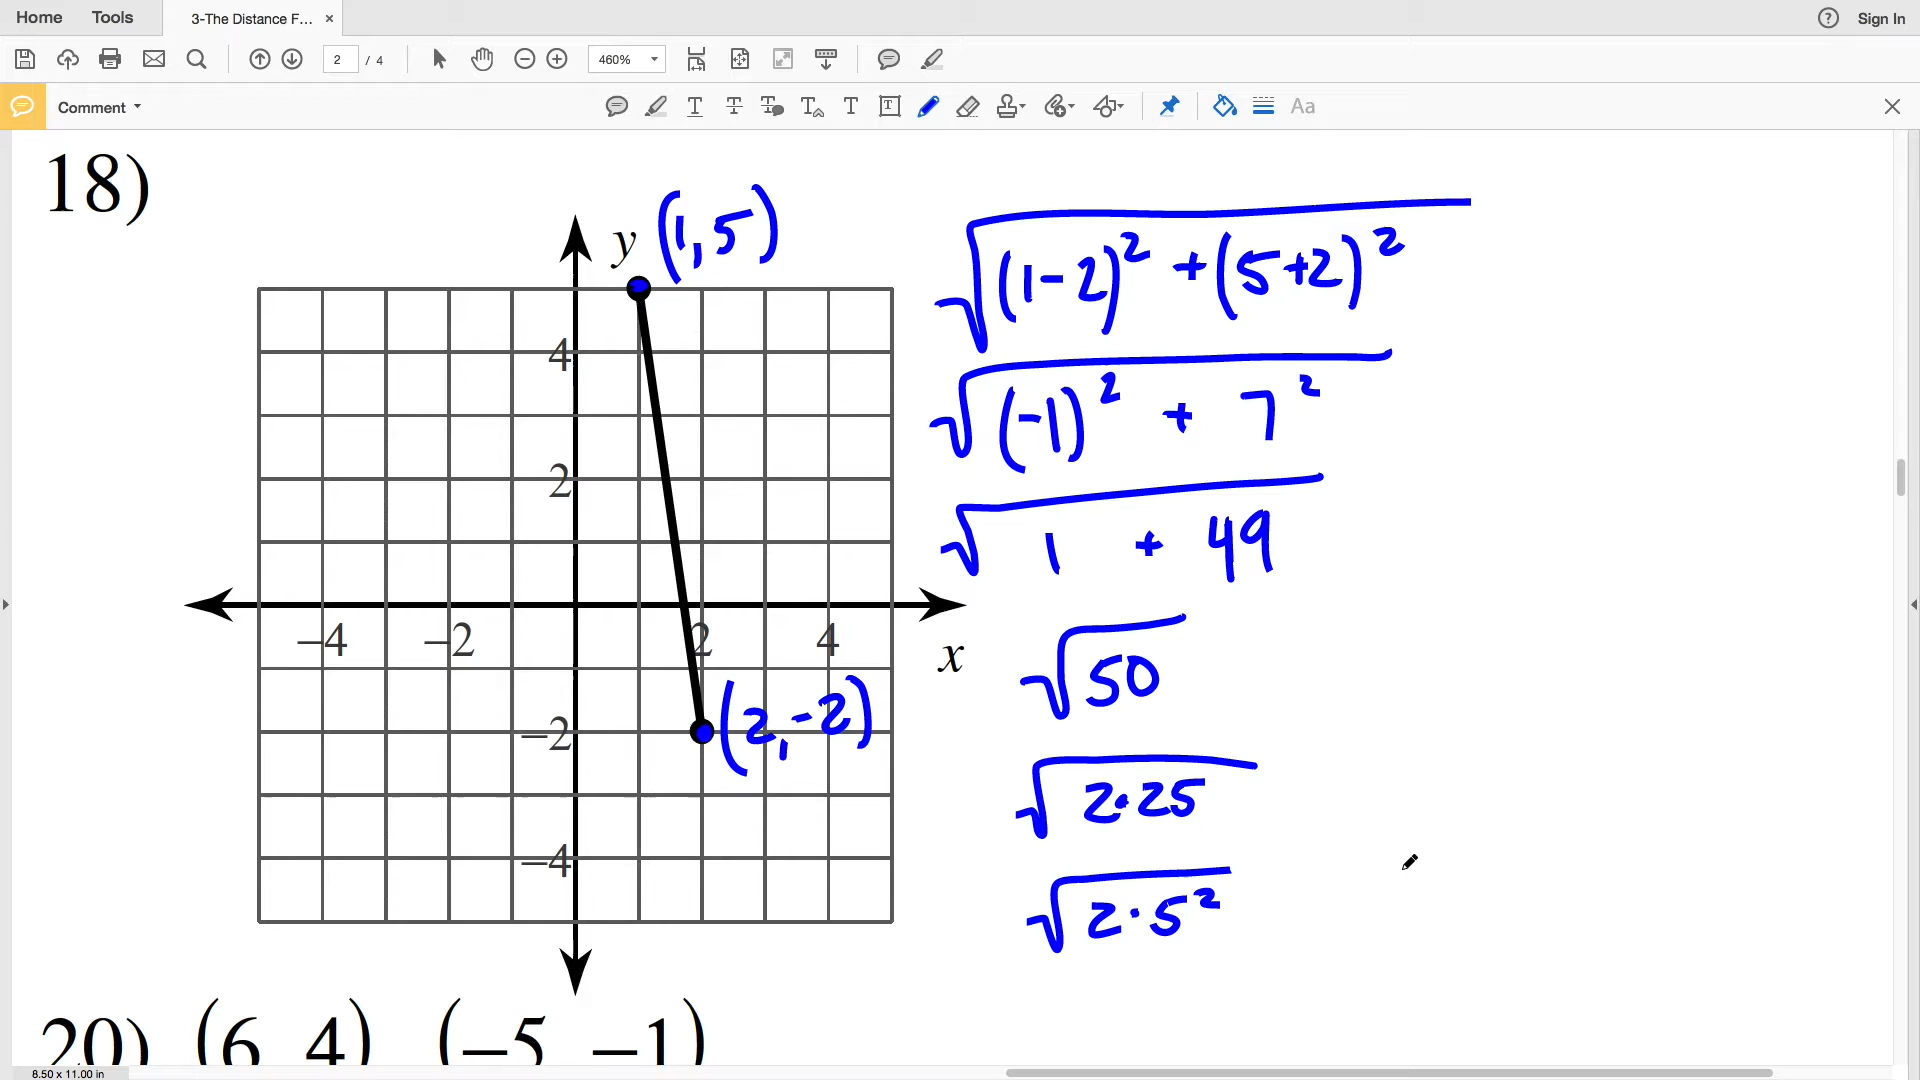 Home Tools 3-The Distance F... × ? Sign In
2 / 4 460%
Comment T T T T T T Aa
18)
y (1,5)
√(1-2)² + (5+2)²
4
√(-1)² + 7²
2
√1 + 49
–4 –2 2 4 x
√50
–2 (2,-2)
√2·25
–4
√2·5²
20) (6, 4), (–5, –1)
8.50 x 11.00 in